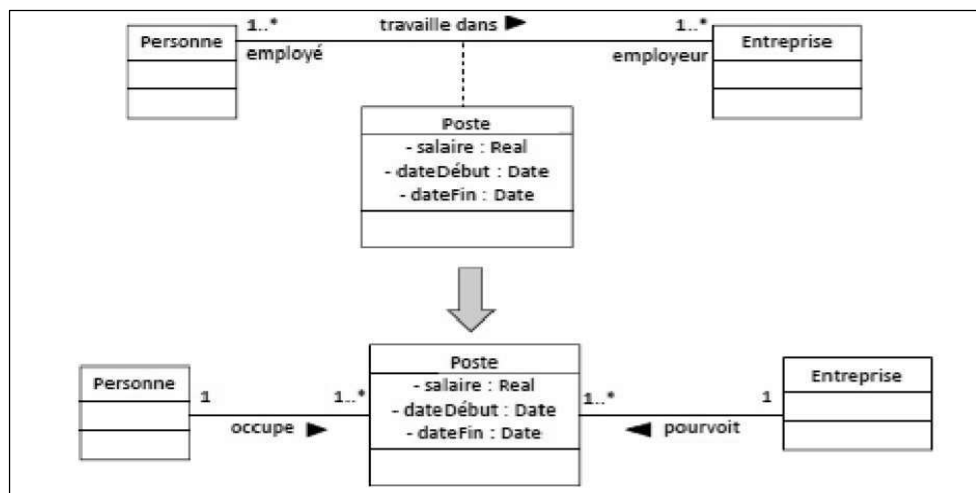 1..* travaille dans 1..*
Personne Entreprise
employé employeur
Poste
- salaire : Real
- dateDébut : Date
- dateFin : Date
Poste
Personne - salaire : Real Entreprise
1 1..* - dateDébut : Date 1..* 1
occupe - dateFin : Date pourvoit